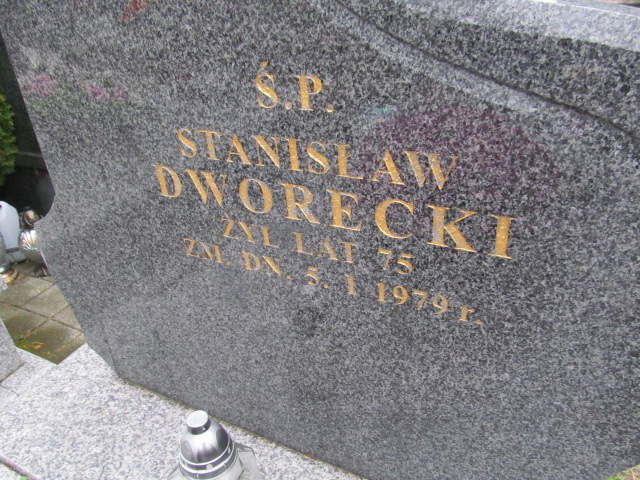 Ś.P.
STANISŁAW
DWORECKI
ŻYŁ LAT 75
ZM. DN. 5. I 1979 r.